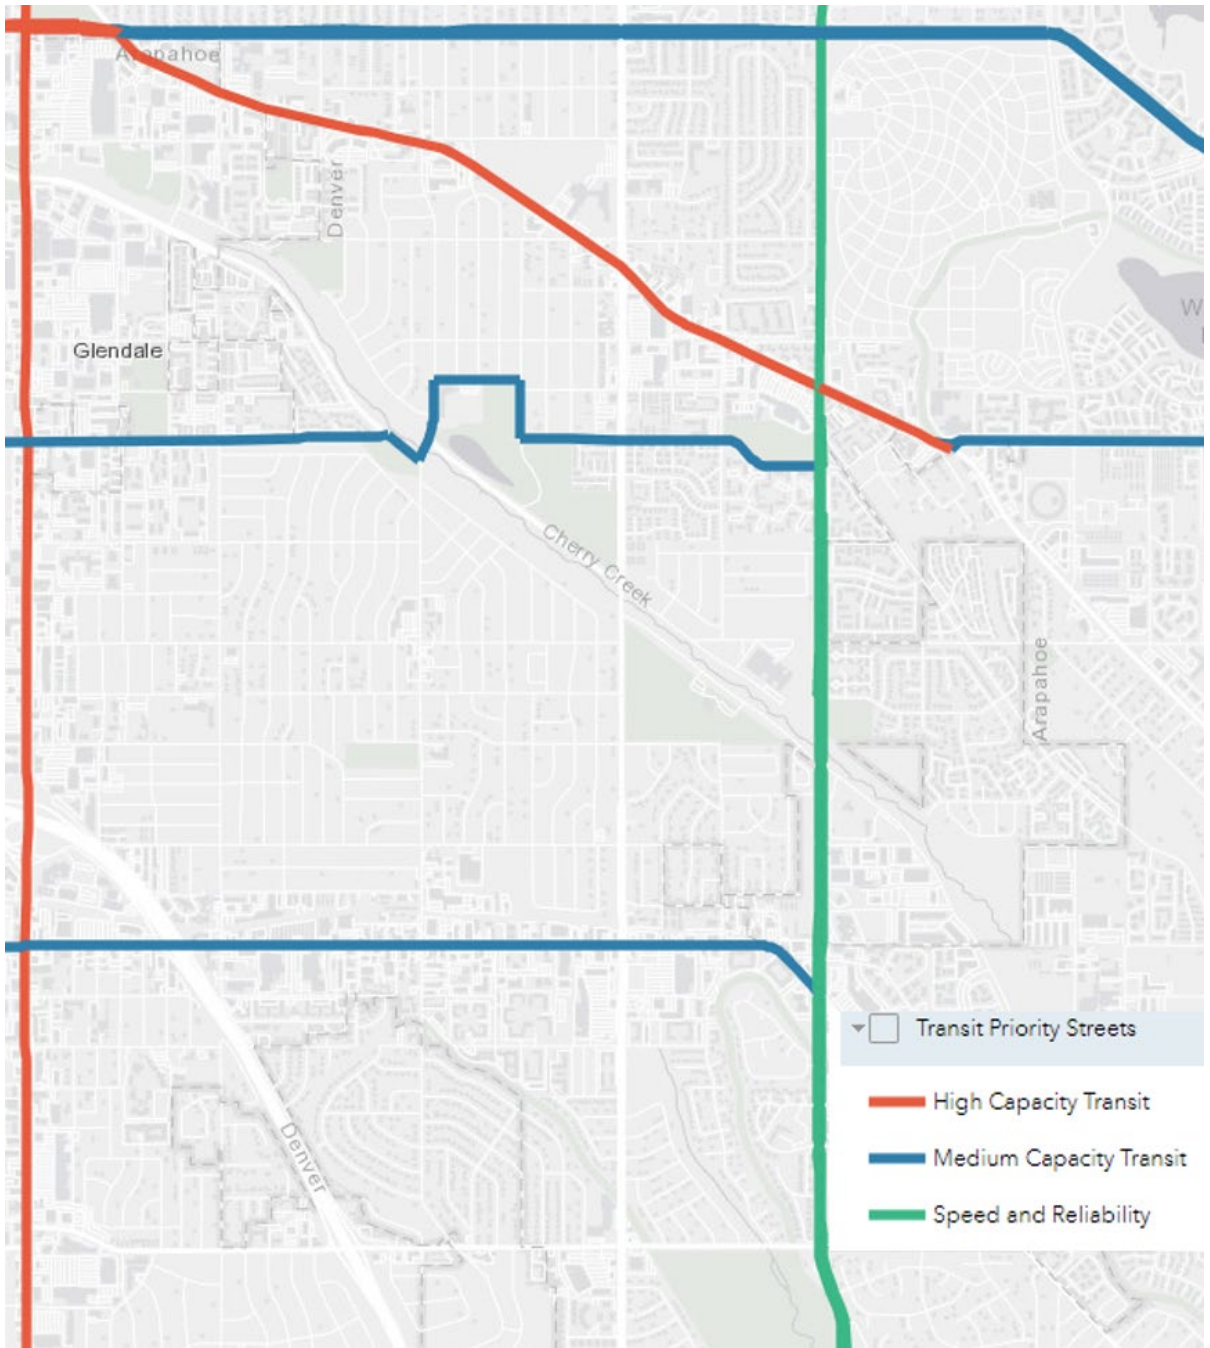 Arapahoe
Denver
Glendale
W
Cherry Creek
Arapahoe
Transit Priority Streets
High Capacity Transit
Medium Capacity Transit
Speed and Reliability
Denver